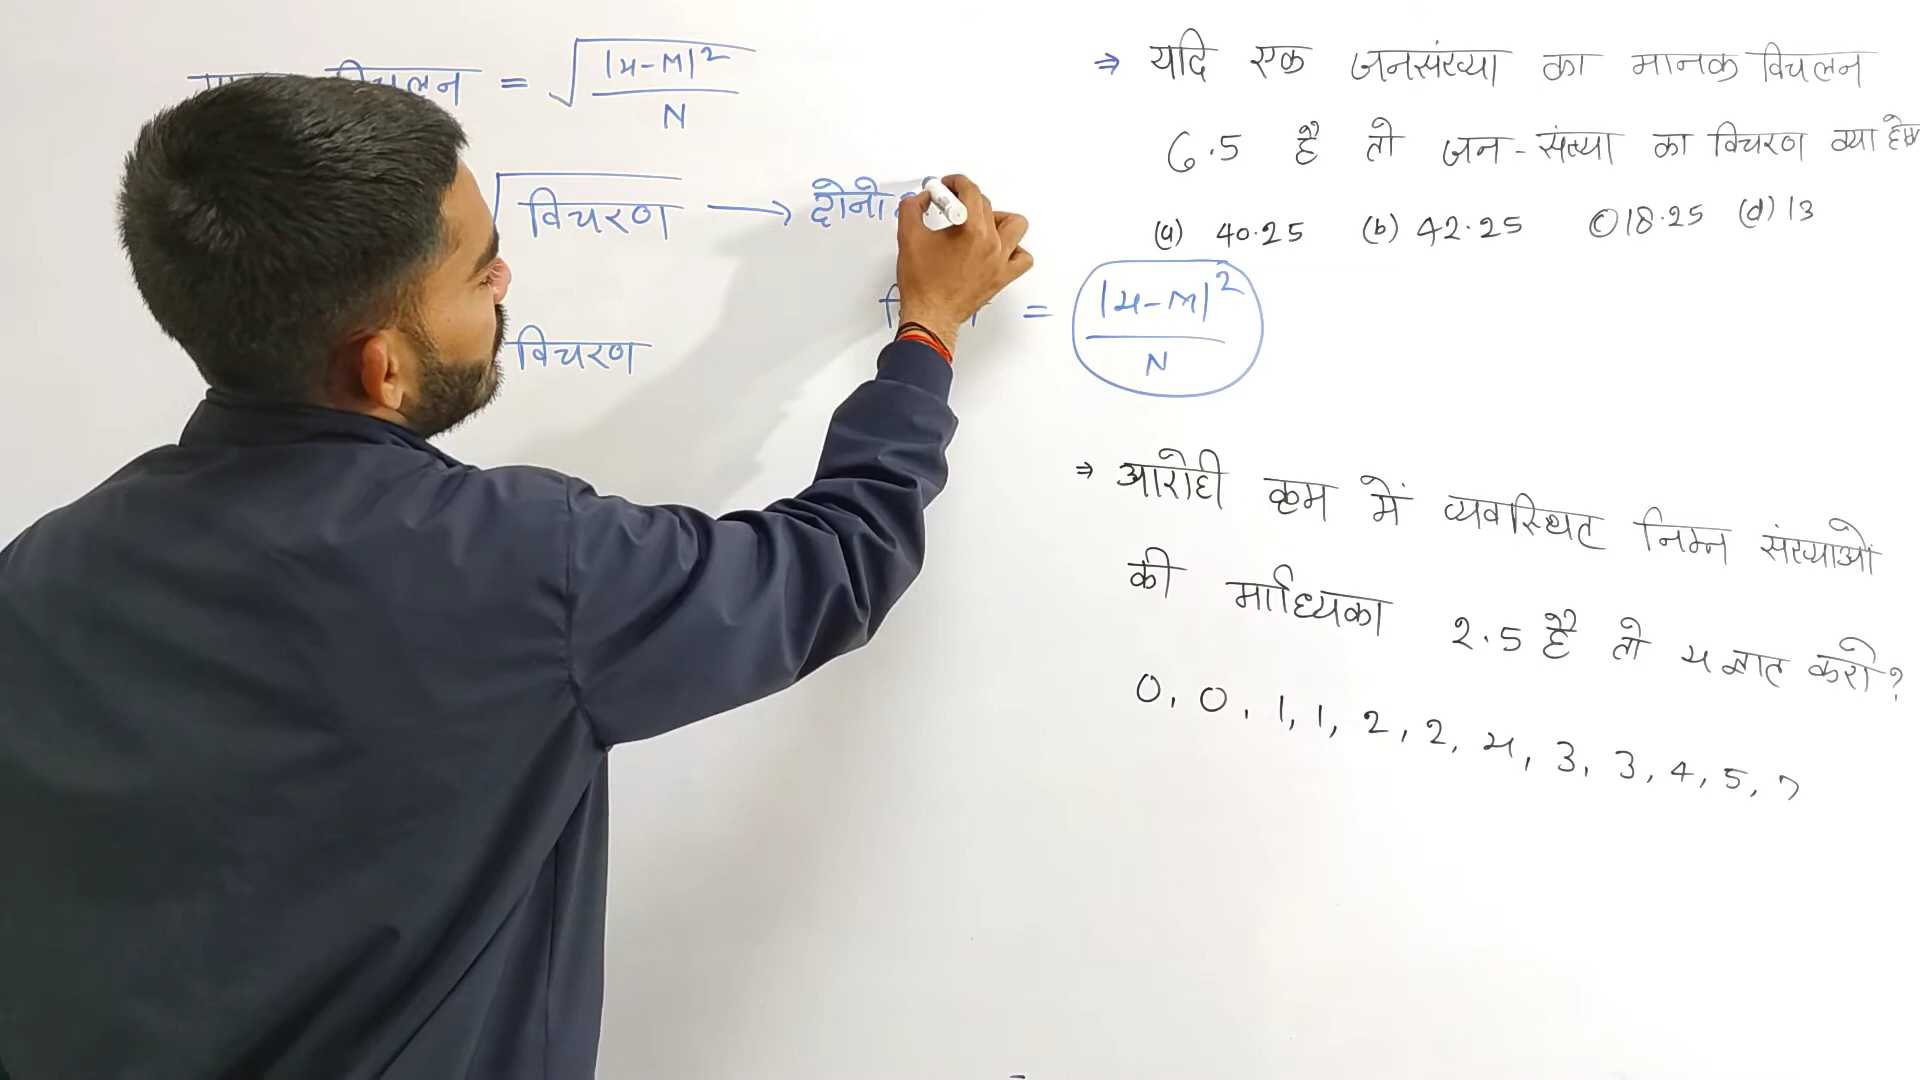 विचलन = √|x-M|² / N
√विचरण → दोनो
= |x-M|² / N
विचरण
⇒ यदि एक जनसंख्या का मानक विचलन
6.5 है तो जन-संख्या का विचरण क्या होगा
(a) 40.25 (b) 42.25 (c) 18.25 (d) 13
⇒ आरोही क्रम में व्यवस्थित निम्न संख्याओं
की माध्यिका 2.5 है तो x ज्ञात करो?
0, 0, 1, 1, 2, 2, x, 3, 3, 4, 5, 7